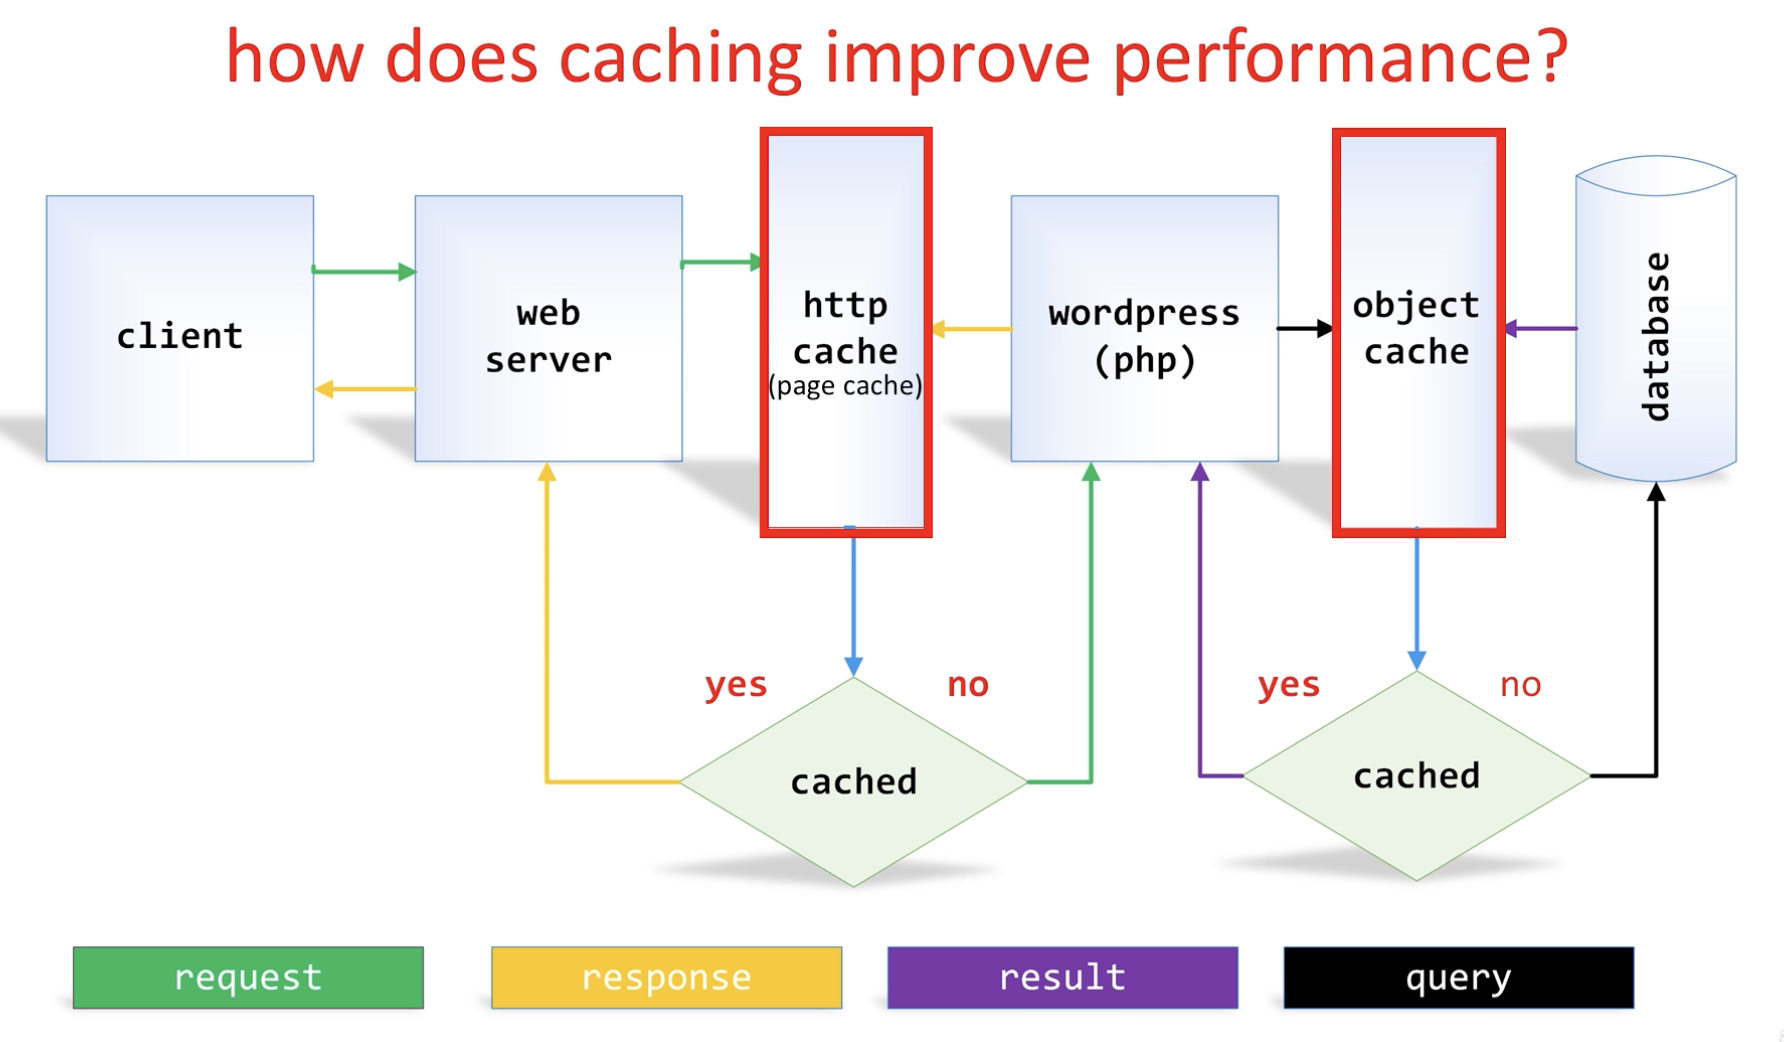 how does caching improve performance?
client
web
server
http
cache
(page cache)
wordpress
(php)
object
cache
database
yes
no
cached
yes
no
cached
request
response
result
query